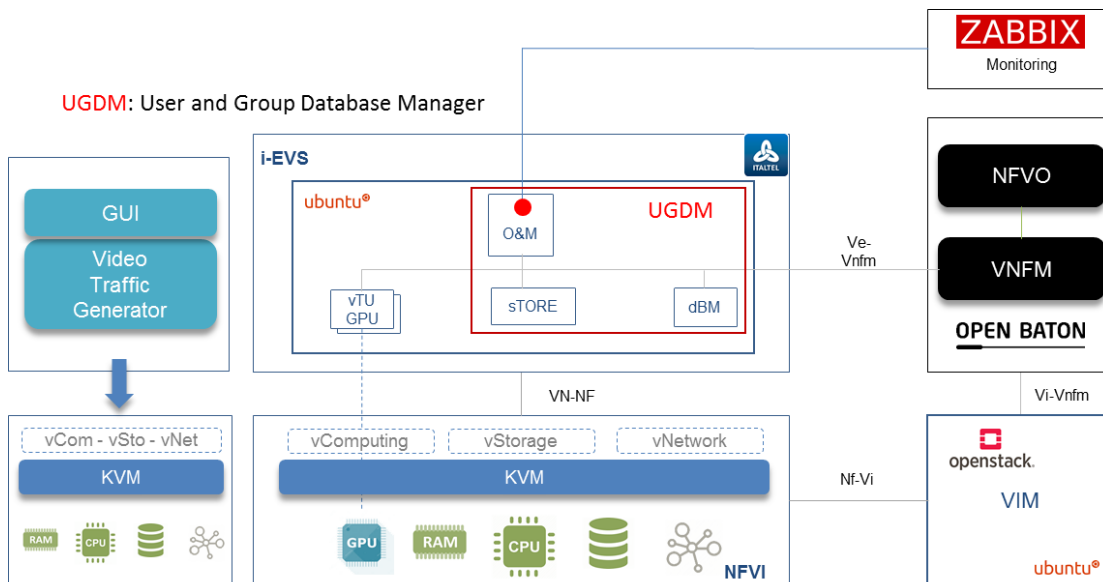 ZABBIX
Monitoring
UGDM: User and Group Database Manager
i-EVS
ITALTEL
ubuntu®
UGDM
O&M
GUI
Video
Traffic
Generator
vTU
GPU
sTORE
dBM
Ve-
Vnfm
NFVO
VNFM
OPEN BATON
VN-NF
Vi-Vnfm
vCom - vSto - vNet
KVM
RAM
CPU
vComputing
vStorage
vNetwork
KVM
GPU
RAM
CPU
NFVI
Nf-Vi
openstack.
VIM
ubuntu®